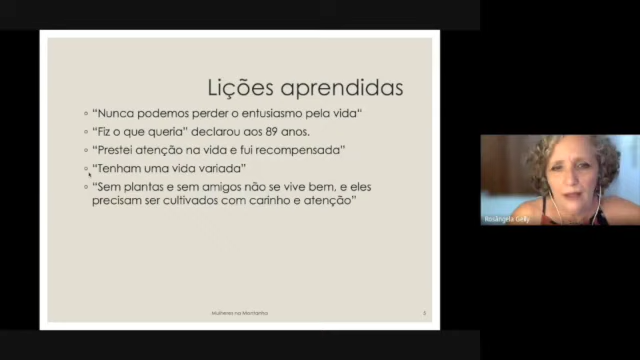 Lições aprendidas
“Nunca podemos perder o entusiasmo pela vida“
“Fiz o que queria” declarou aos 89 anos.
“Prestei atenção na vida e fui recompensada”
“Tenham uma vida variada”
“Sem plantas e sem amigos não se vive bem, e eles
precisam ser cultivados com carinho e atenção”
Mulheres na Montanha
Rosângela Gelly